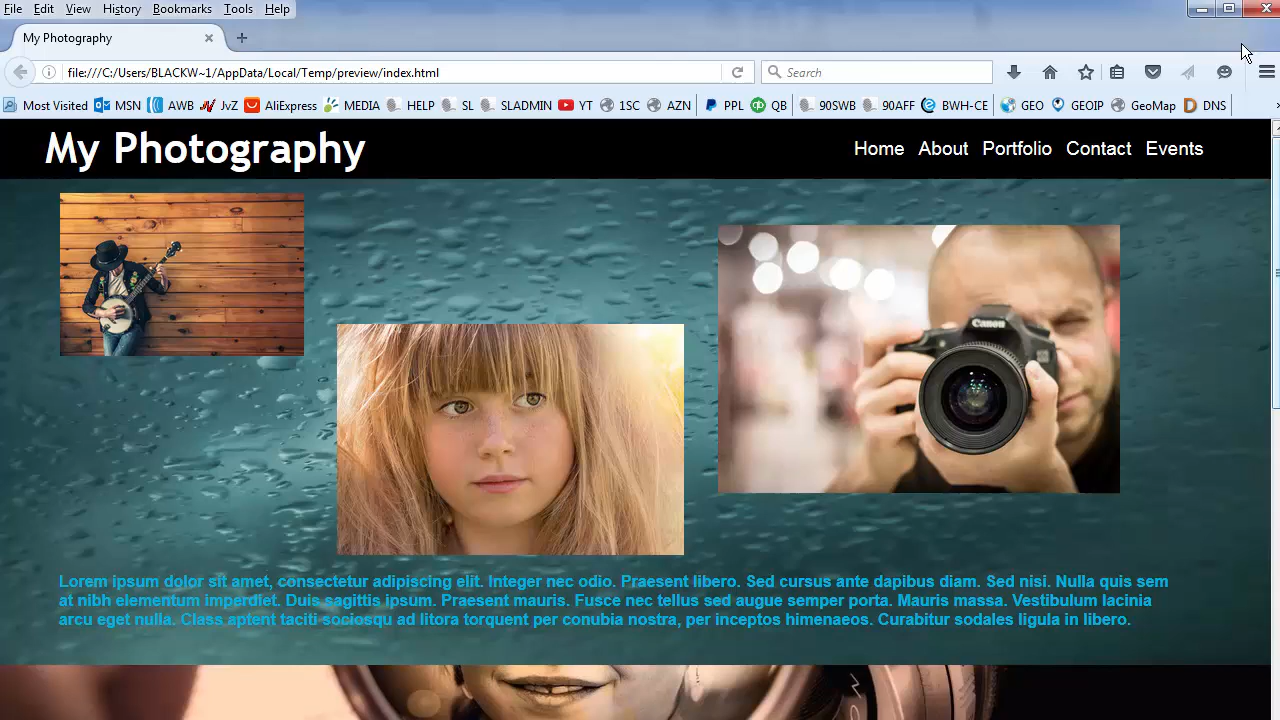 File Edit View History Bookmarks Tools Help
My Photography
file:///C:/Users/BLACKW~1/AppData/Local/Temp/preview/index.html
Search
Most Visited MSN AWB JvZ AliExpress MEDIA HELP SL SLADMIN YT 1SC AZN PPL QB 90SWB 90AFF BWH-CE GEO GEOIP GeoMap DNS
My Photography
Home About Portfolio Contact Events
Canon
Lorem ipsum dolor sit amet, consectetur adipiscing elit. Integer nec odio. Praesent libero. Sed cursus ante dapibus diam. Sed nisi. Nulla quis sem
at nibh elementum imperdiet. Duis sagittis ipsum. Praesent mauris. Fusce nec tellus sed augue semper porta. Mauris massa. Vestibulum lacinia
arcu eget nulla. Class aptent taciti sociosqu ad litora torquent per conubia nostra, per inceptos himenaeos. Curabitur sodales ligula in libero.